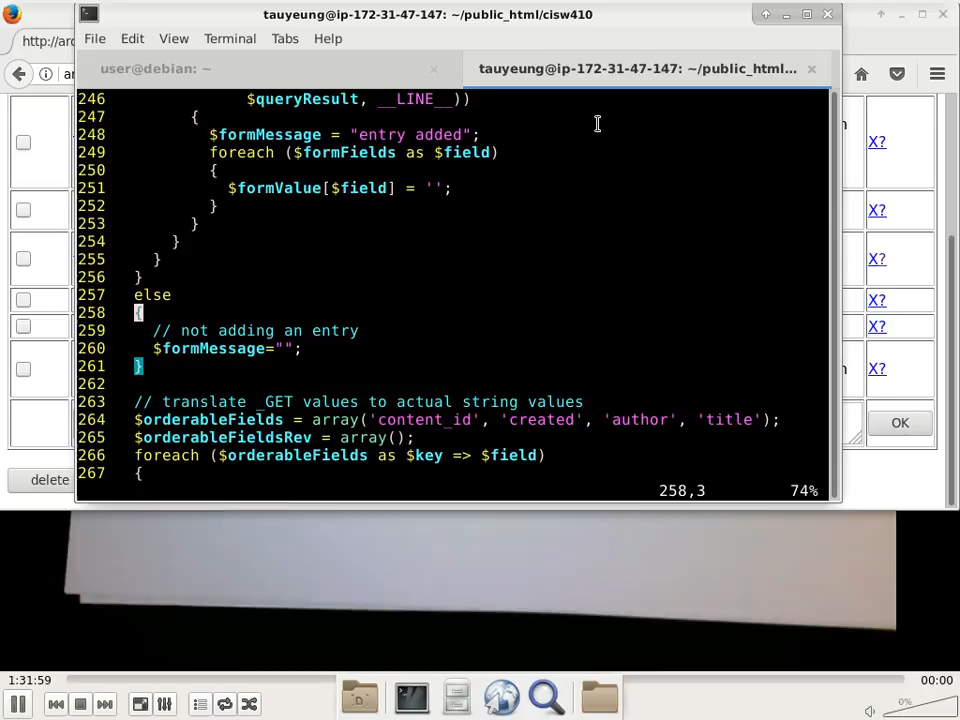 tauyeung@ip-172-31-47-147: ~/public_html/cisw410
File Edit View Terminal Tabs Help
http://arc
user@debian: ~
tauyeung@ip-172-31-47-147: ~/public_html...
246 $queryResult, __LINE__))
247 {
248 $formMessage = "entry added";
249 foreach ($formFields as $field)
250 {
251 $formValue[$field] = '';
252 }
253 }
254 }
255 }
256 }
257 else
258 {
259 // not adding an entry
260 $formMessage="";
261 }
262
263 // translate _GET values to actual string values
264 $orderableFields = array('content_id', 'created', 'author', 'title');
265 $orderableFieldsRev = array();
266 foreach ($orderableFields as $key => $field)
267 {
258,3 74%
X?
X?
X?
X?
X?
X?
OK
delete
1:31:59
00:00
0%